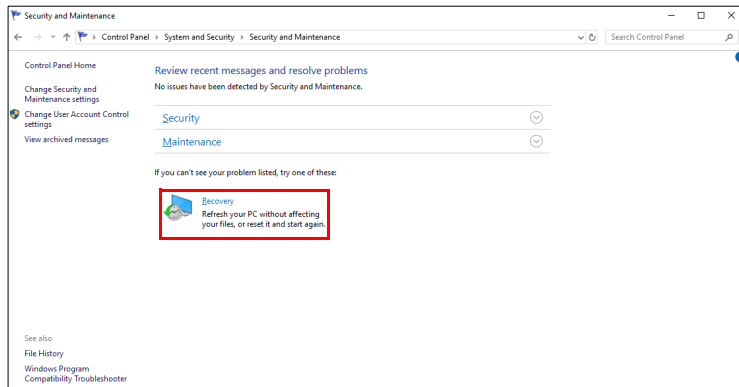 Security and Maintenance
Control Panel > System and Security > Security and Maintenance
Search Control Panel
Control Panel Home
Change Security and
Maintenance settings
Change User Account Control
settings
View archived messages
Review recent messages and resolve problems
No issues have been detected by Security and Maintenance.
Security
Maintenance
If you can't see your problem listed, try one of these:
Recovery
Refresh your PC without affecting
your files, or reset it and start again.
See also
File History
Windows Program
Compatibility Troubleshooter